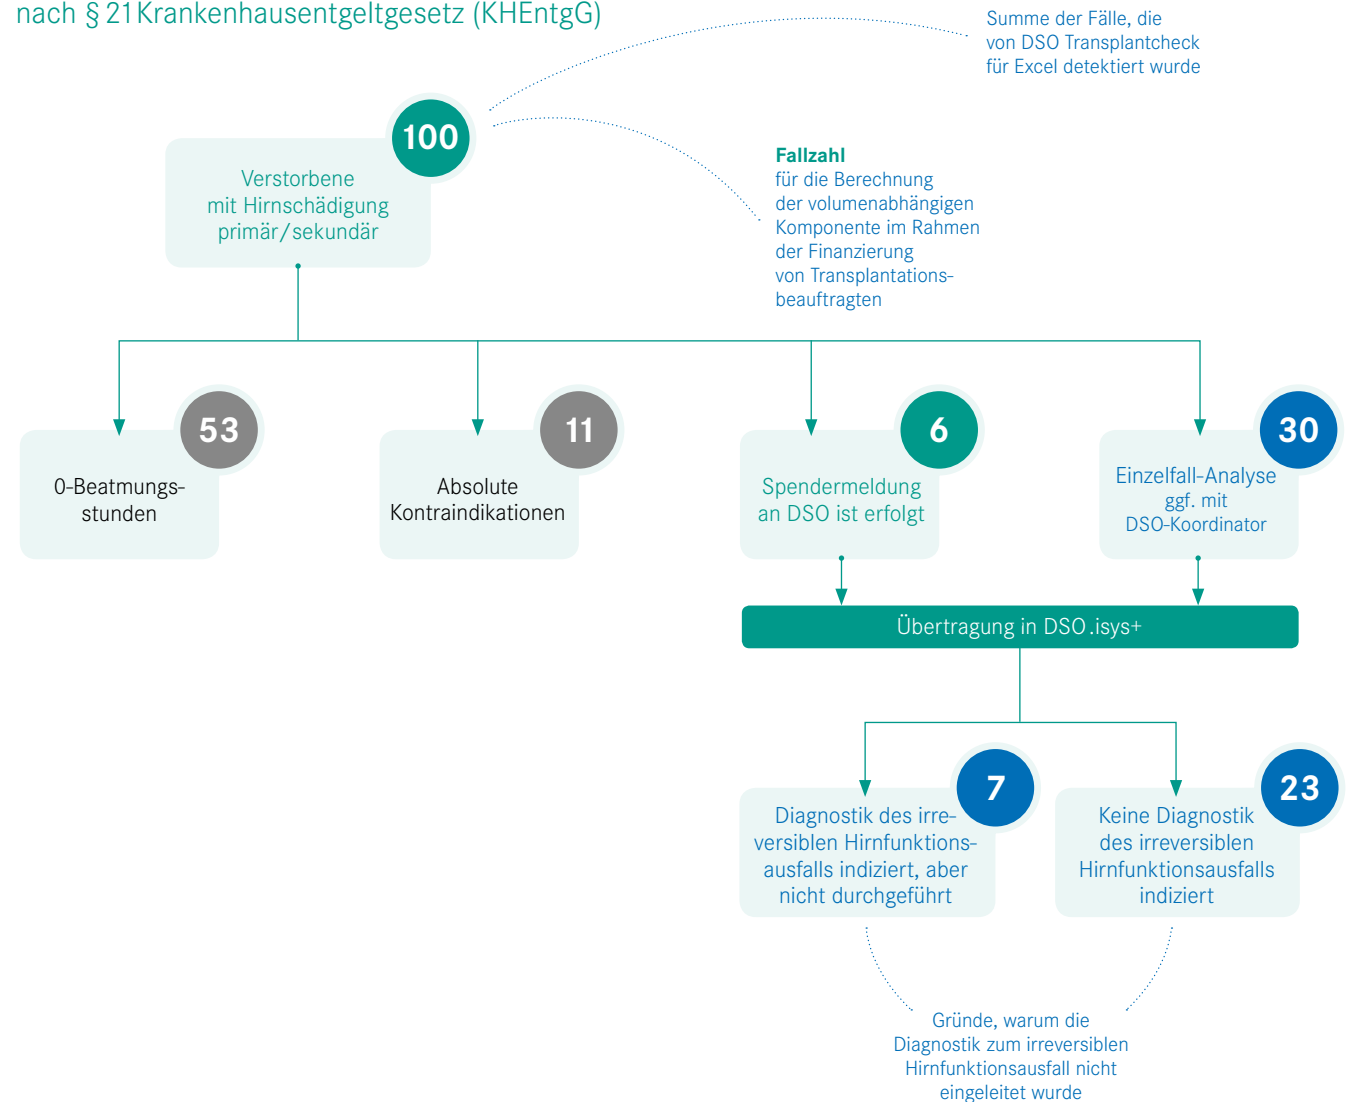 nach § 21 Krankenhausentgeltgesetz (KHEntgG)
Summe der Fälle, die
von DSO Transplantcheck
für Excel detektiert wurde
100
Verstorbene
mit Hirnschädigung
primär/sekundär
Fallzahl
für die Berechnung
der volumenabhängigen
Komponente im Rahmen
der Finanzierung
von Transplantations-
beauftragten
53
0-Beatmungs-
stunden
11
Absolute
Kontraindikationen
6
Spendermeldung
an DSO ist erfolgt
30
Einzelfall-Analyse
ggf. mit
DSO-Koordinator
Übertragung in DSO.isys+
7
Diagnostik des irre-
versiblen Hirnfunktions-
ausfalls indiziert, aber
nicht durchgeführt
23
Keine Diagnostik
des irreversiblen
Hirnfunktionsausfalls
indiziert
Gründe, warum die
Diagnostik zum irreversiblen
Hirnfunktionsausfall nicht
eingeleitet wurde